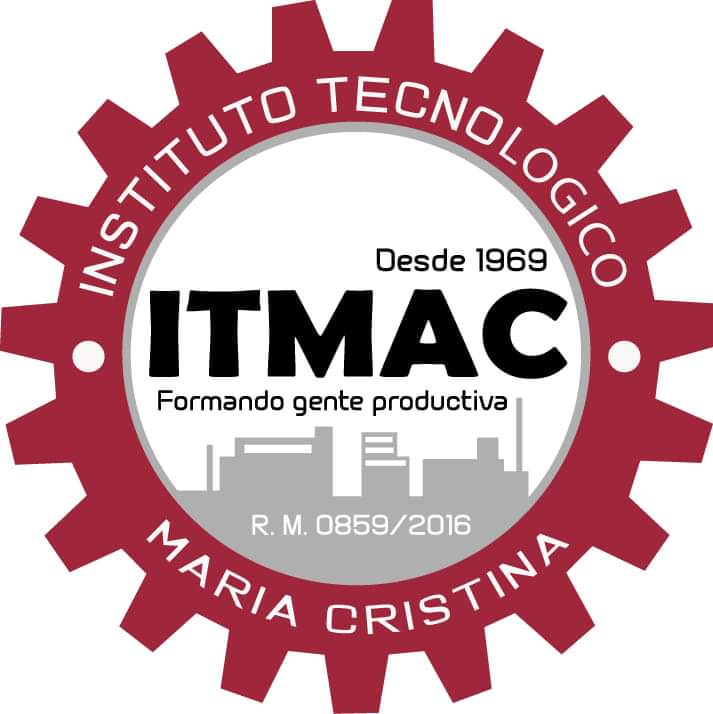 INSTITUTO TECNOLOGICO
Desde 1969
ITMAC
Formando gente productiva
R. M. 0859/2016
MARIA CRISTINA